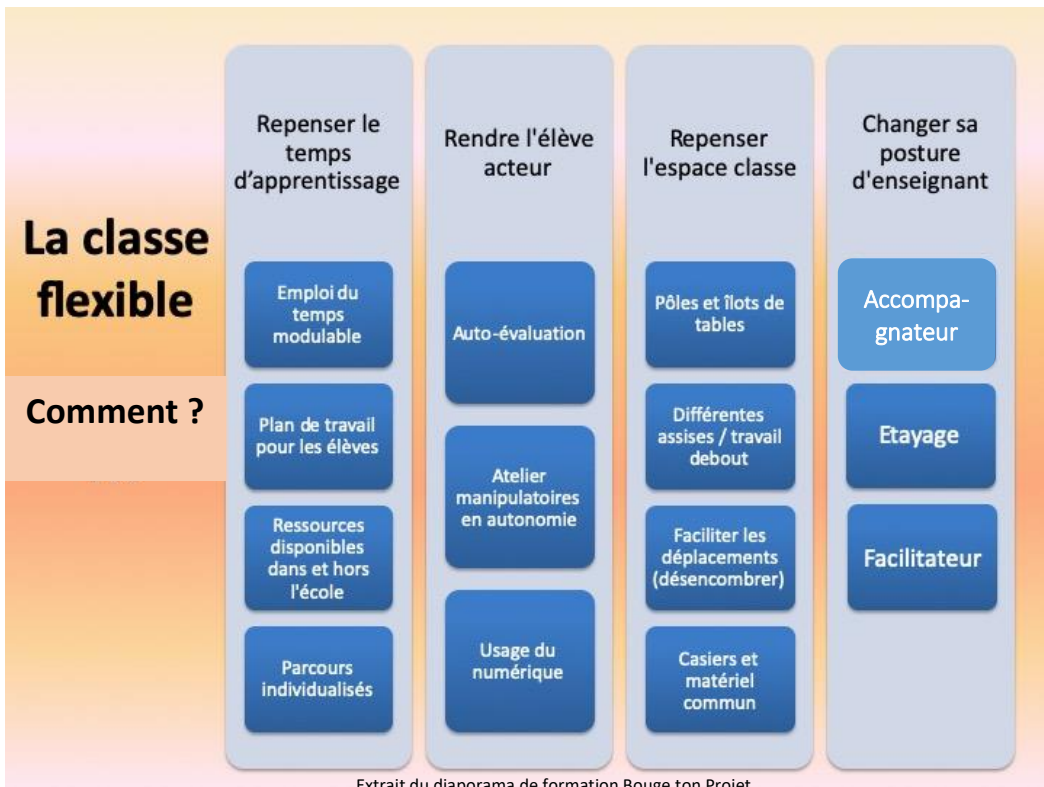 La classe
flexible
Comment ?
Repenser le
temps
d’apprentissage
Emploi du
temps
modulable
Plan de travail
pour les élèves
Ressources
disponibles
dans et hors
l'école
Parcours
individualisés
Rendre l'élève
acteur
Auto-évaluation
Atelier
manipulatoires
en autonomie
Usage du
numérique
Repenser
l'espace classe
Pôles et îlots de
tables
Différentes
assises / travail
debout
Faciliter les
déplacements
(désencombrer)
Casiers et
matériel
commun
Changer sa
posture
d'enseignant
Accompa-
gnateur
Etayage
Facilitateur
Extrait du diaporama de formation Bouge ton Projet